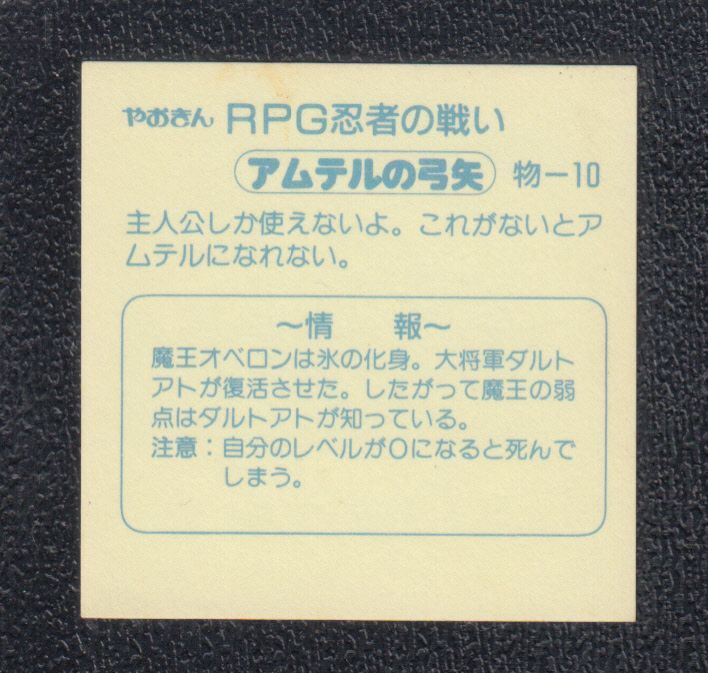 やおきん RPG忍者の戦い
アムテルの弓矢 物ー10
主人公しか使えないよ。これがないとア
ムテルになれない。
〜情 報〜
魔王オベロンは氷の化身。大将軍ダルト
アトが復活させた。したがって魔王の弱
点はダルトアトが知っている。
注意：自分のレベルが0になると死んで
しまう。